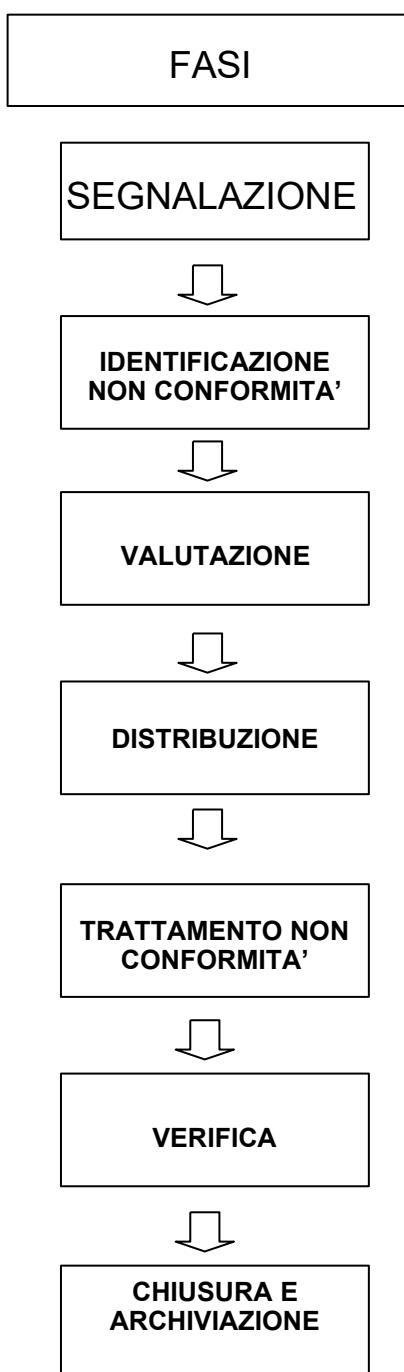 FASI
SEGNALAZIONE
IDENTIFICAZIONE
NON CONFORMITA’
VALUTAZIONE
DISTRIBUZIONE
TRATTAMENTO NON
CONFORMITA’
VERIFICA
CHIUSURA E
ARCHIVIAZIONE